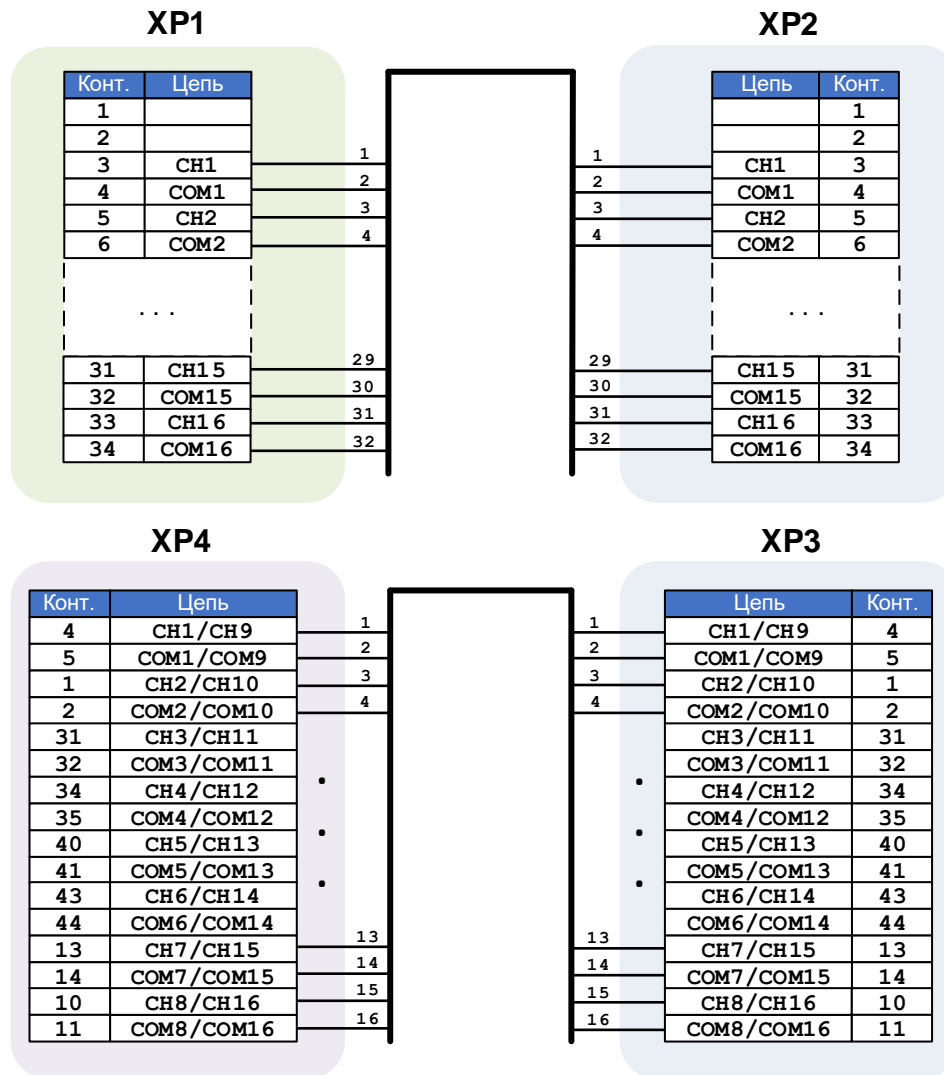 XP1 XP2
Конт. Цепь Цепь Конт.
1 1
2 2
3 CH1 1 1 CH1 3
4 COM1 2 2 COM1 4
5 CH2 3 3 CH2 5
6 COM2 4 4 COM2 6
... ...
31 CH15 29 29 CH15 31
32 COM15 30 30 COM15 32
33 CH16 31 31 CH16 33
34 COM16 32 32 COM16 34
XP4 XP3
Конт. Цепь Цепь Конт.
4 CH1/CH9 1 1 CH1/CH9 4
5 COM1/COM9 2 2 COM1/COM9 5
1 CH2/CH10 3 3 CH2/CH10 1
2 COM2/COM10 4 4 COM2/COM10 2
31 CH3/CH11 CH3/CH11 31
32 COM3/COM11 COM3/COM11 32
34 CH4/CH12 CH4/CH12 34
35 COM4/COM12 COM4/COM12 35
40 CH5/CH13 CH5/CH13 40
41 COM5/COM13 COM5/COM13 41
43 CH6/CH14 CH6/CH14 43
44 COM6/COM14 COM6/COM14 44
13 CH7/CH15 13 13 CH7/CH15 13
14 COM7/COM15 14 14 COM7/COM15 14
10 CH8/CH16 15 15 CH8/CH16 10
11 COM8/COM16 16 16 COM8/COM16 11